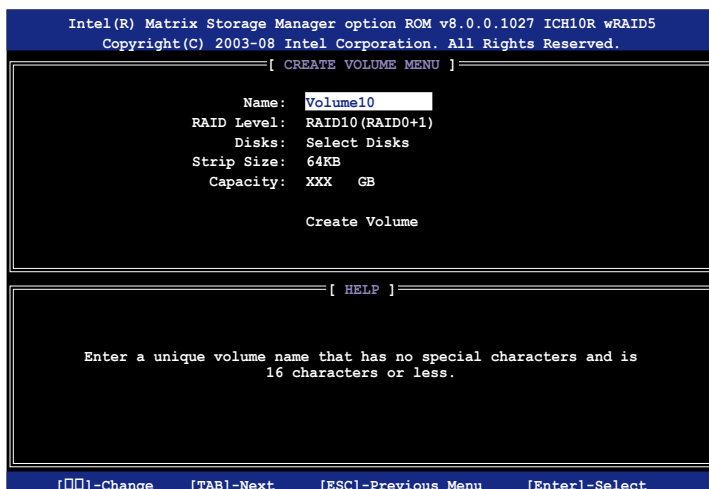 Intel(R) Matrix Storage Manager option ROM v8.0.0.1027 ICH10R wRAID5
Copyright(C) 2003-08 Intel Corporation. All Rights Reserved.
[ CREATE VOLUME MENU ]
Name: Volume10
RAID Level: RAID10(RAID0+1)
Disks: Select Disks
Strip Size: 64KB
Capacity: XXX GB
Create Volume
[ HELP ]
Enter a unique volume name that has no special characters and is
16 characters or less.
[▯▯]-Change [TAB]-Next [ESC]-Previous Menu [Enter]-Select